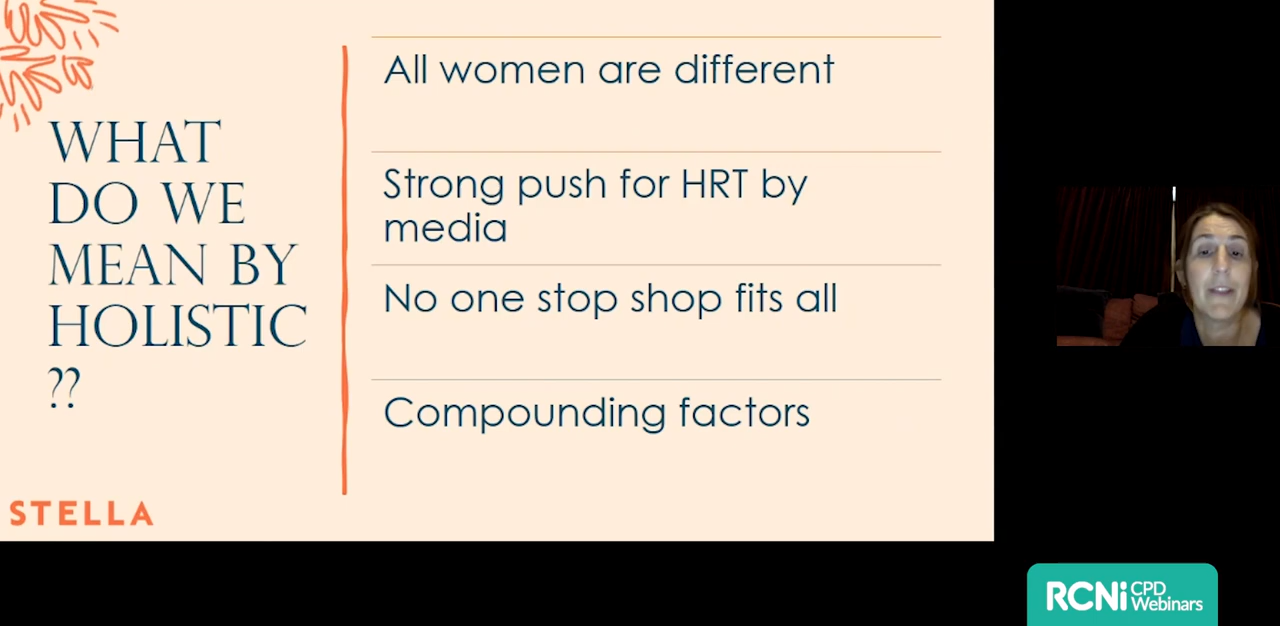 WHAT
DO WE
MEAN BY
HOLISTIC
??
All women are different
Strong push for HRT by
media
No one stop shop fits all
Compounding factors
STELLA
RCNi CPD
Webinars